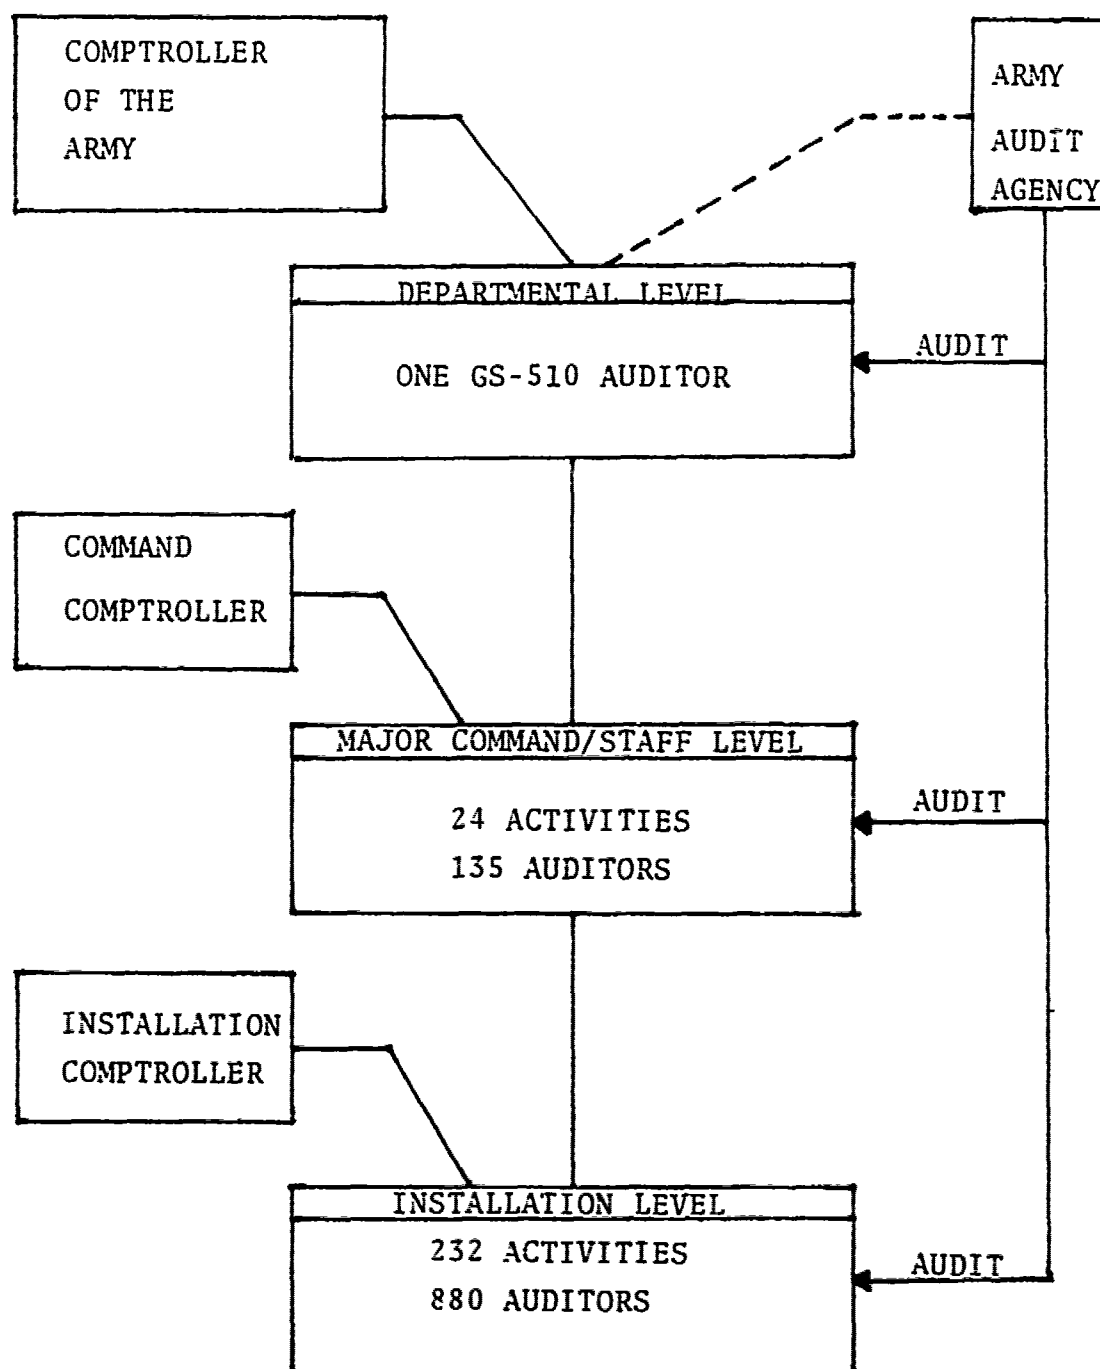 COMPTROLLER
OF THE
ARMY
ARMY
AUDIT
AGENCY
DEPARTMENTAL LEVEL
ONE GS-510 AUDITOR
AUDIT
COMMAND
COMPTROLLER
MAJOR COMMAND/STAFF LEVEL
24 ACTIVITIES
135 AUDITORS
AUDIT
INSTALLATION
COMPTROLLER
INSTALLATION LEVEL
232 ACTIVITIES
880 AUDITORS
AUDIT